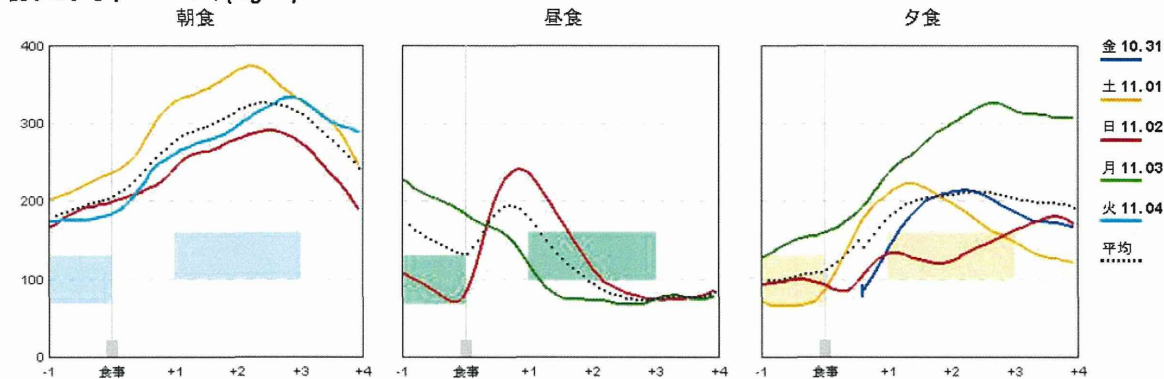 朝食
昼食
夕食
400
300
200
100
0
-1 食事 +1 +2 +3 +4
-1 食事 +1 +2 +3 +4
-1 食事 +1 +2 +3 +4
金 10.31
土 11.01
日 11.02
月 11.03
火 11.04
平均